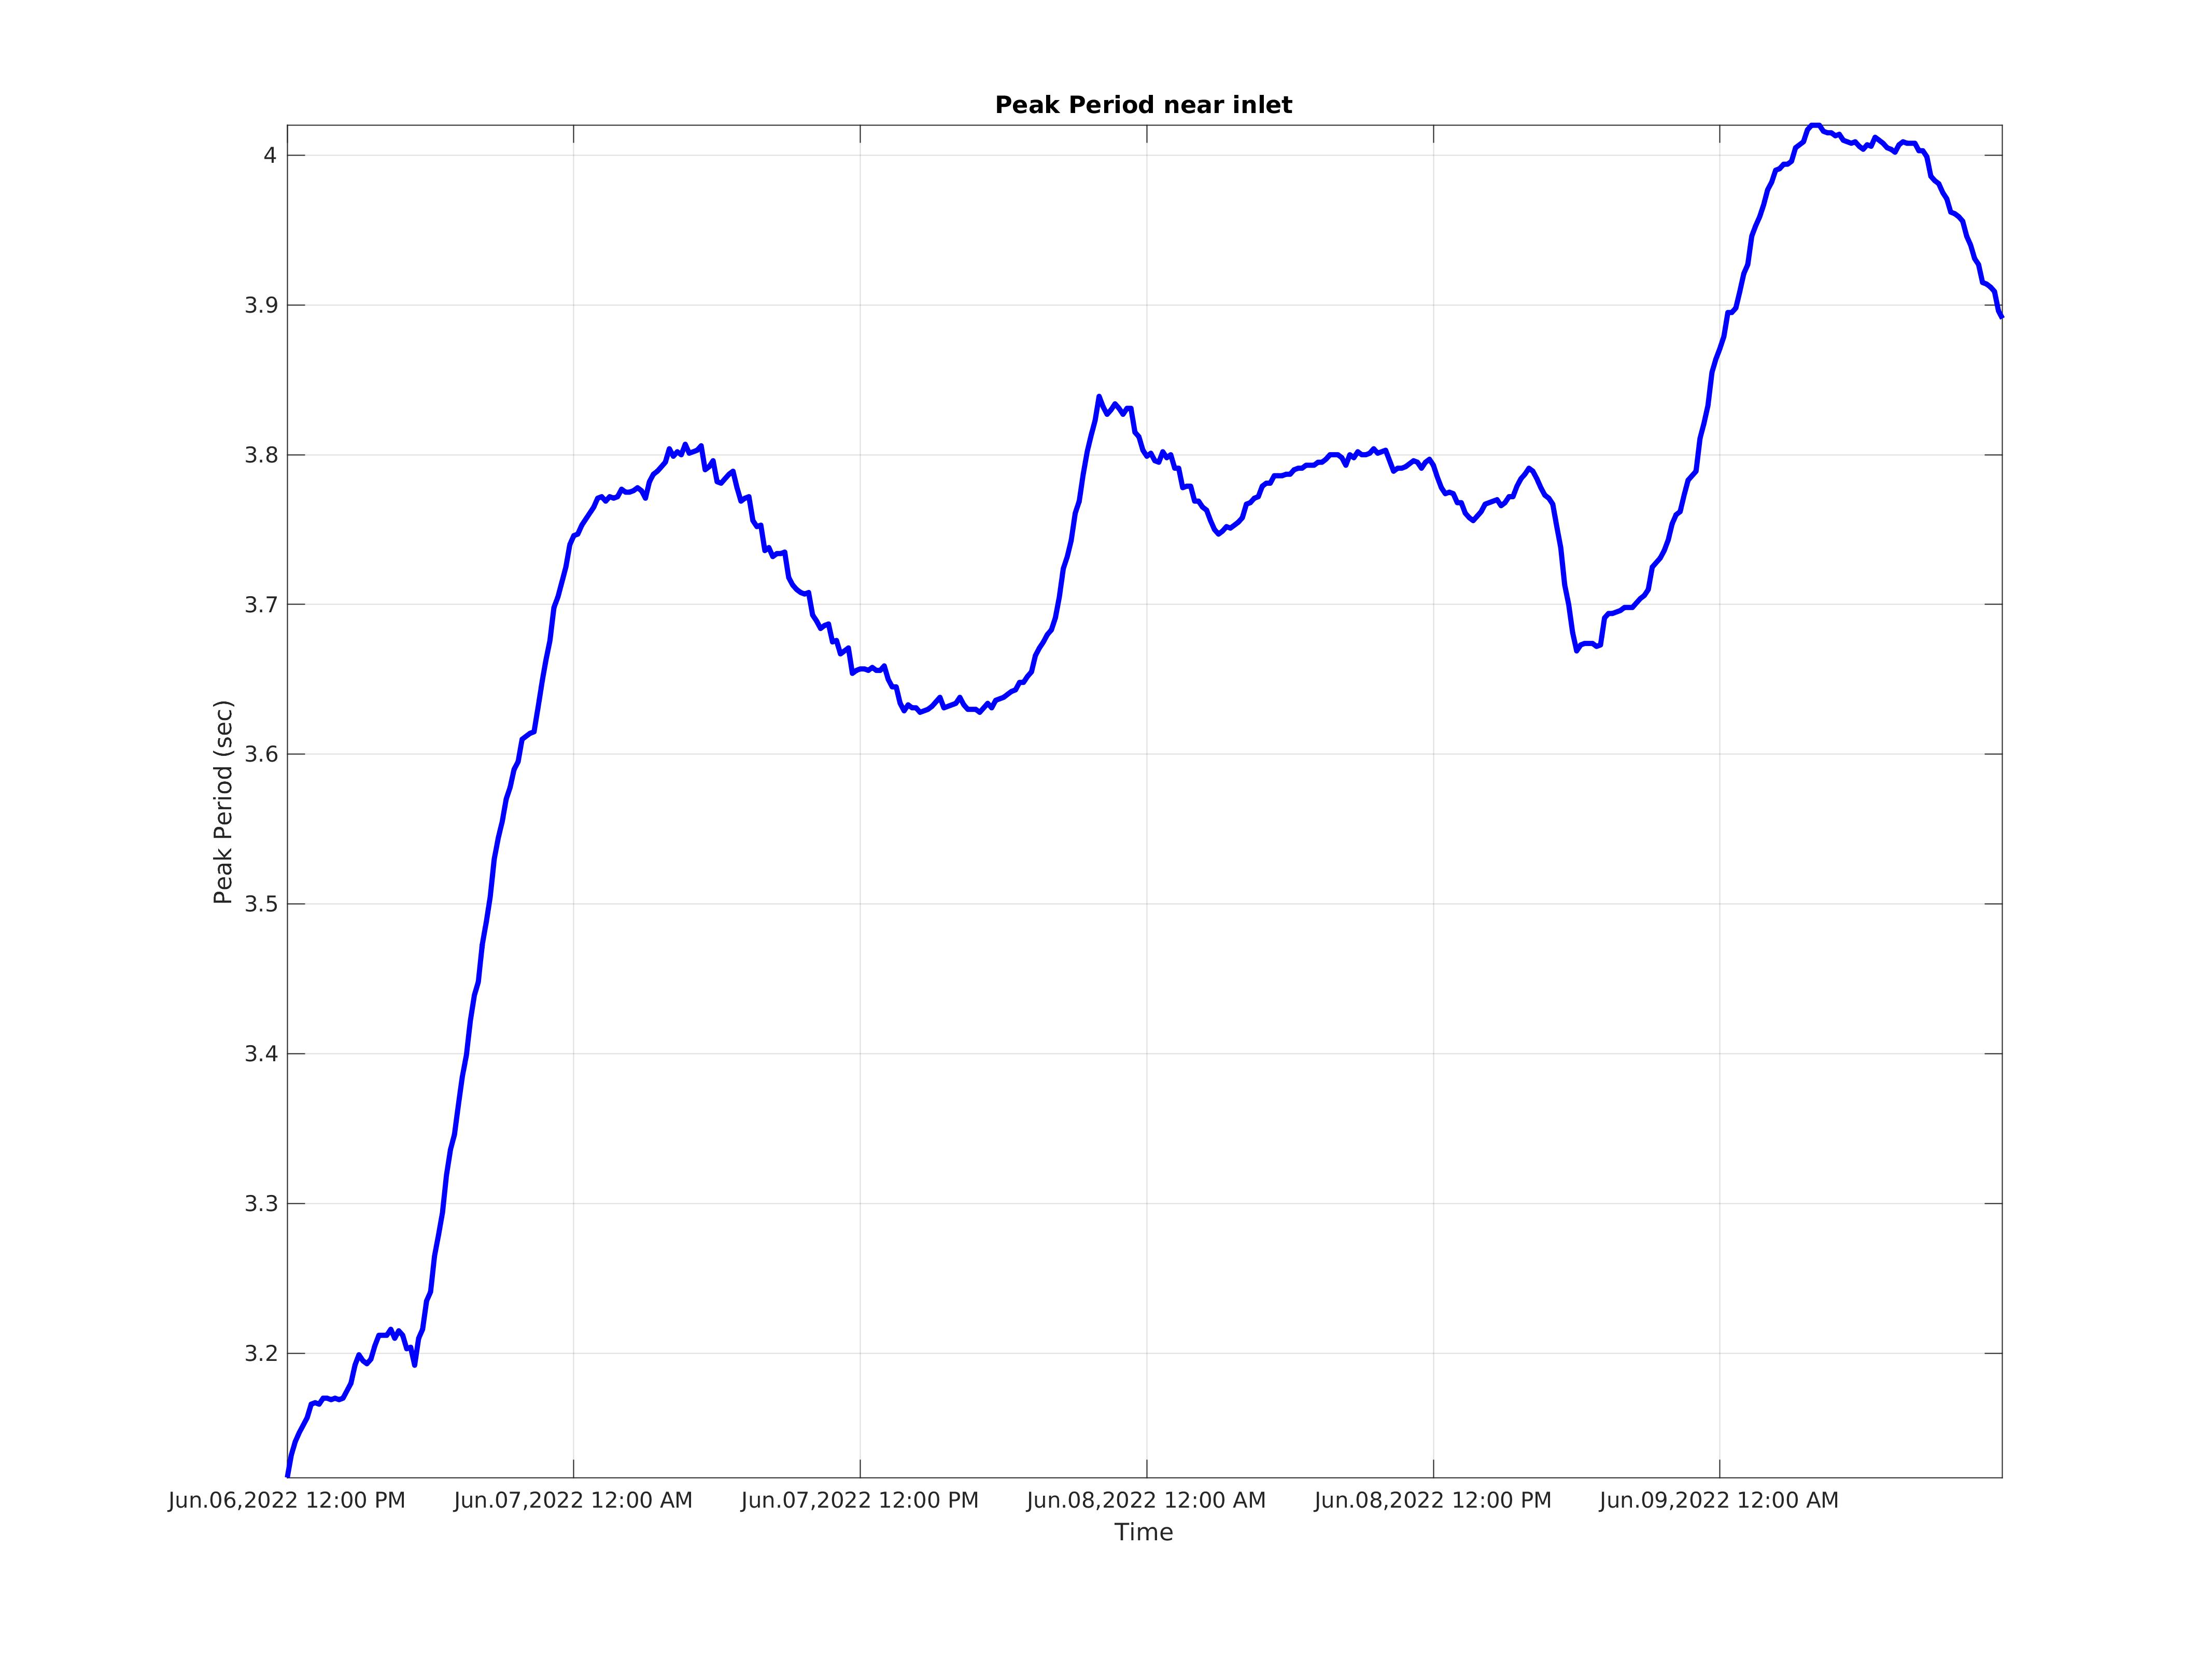 Peak Period near inlet
4
3.9
3.8
3.7
3.6
3.5
3.4
3.3
3.2
Peak Period (sec)
Jun.06,2022 12:00 PM
Jun.07,2022 12:00 AM
Jun.07,2022 12:00 PM
Jun.08,2022 12:00 AM
Jun.08,2022 12:00 PM
Jun.09,2022 12:00 AM
Time